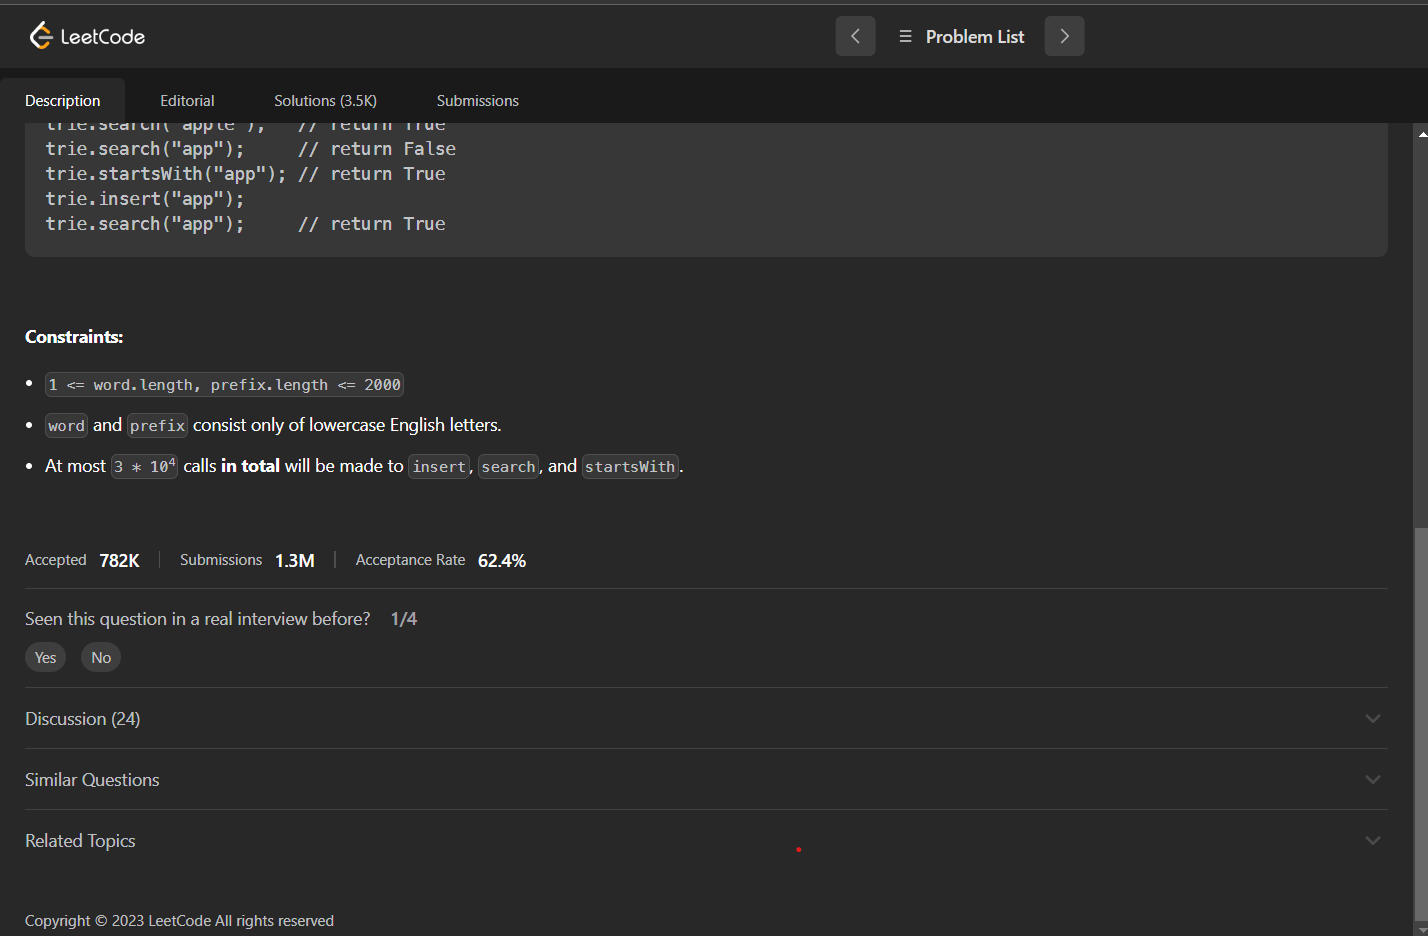 LeetCode
Problem List
Description Editorial Solutions (3.5K) Submissions
trie.search("apple"); // return True
trie.search("app"); // return False
trie.startsWith("app"); // return True
trie.insert("app");
trie.search("app"); // return True
Constraints:
• 1 <= word.length, prefix.length <= 2000
• word and prefix consist only of lowercase English letters.
• At most 3 * 10⁴ calls in total will be made to insert, search, and startsWith.
Accepted 782K Submissions 1.3M Acceptance Rate 62.4%
Seen this question in a real interview before? 1/4
Yes No
Discussion (24)
Similar Questions
Related Topics
Copyright © 2023 LeetCode All rights reserved